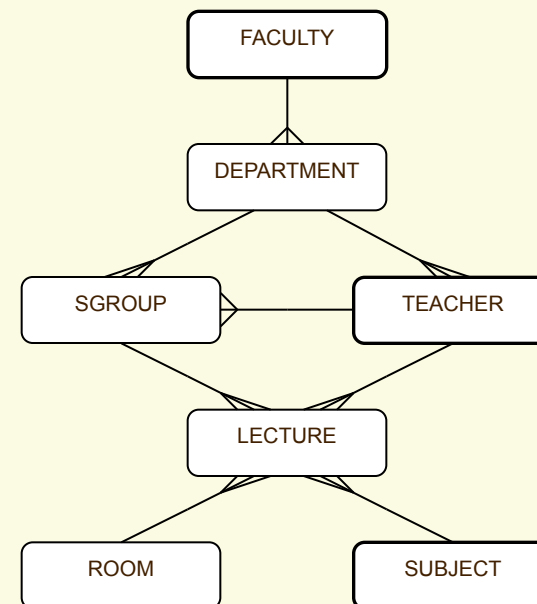 FACULTY
DEPARTMENT
SGROUP
TEACHER
LECTURE
ROOM
SUBJECT